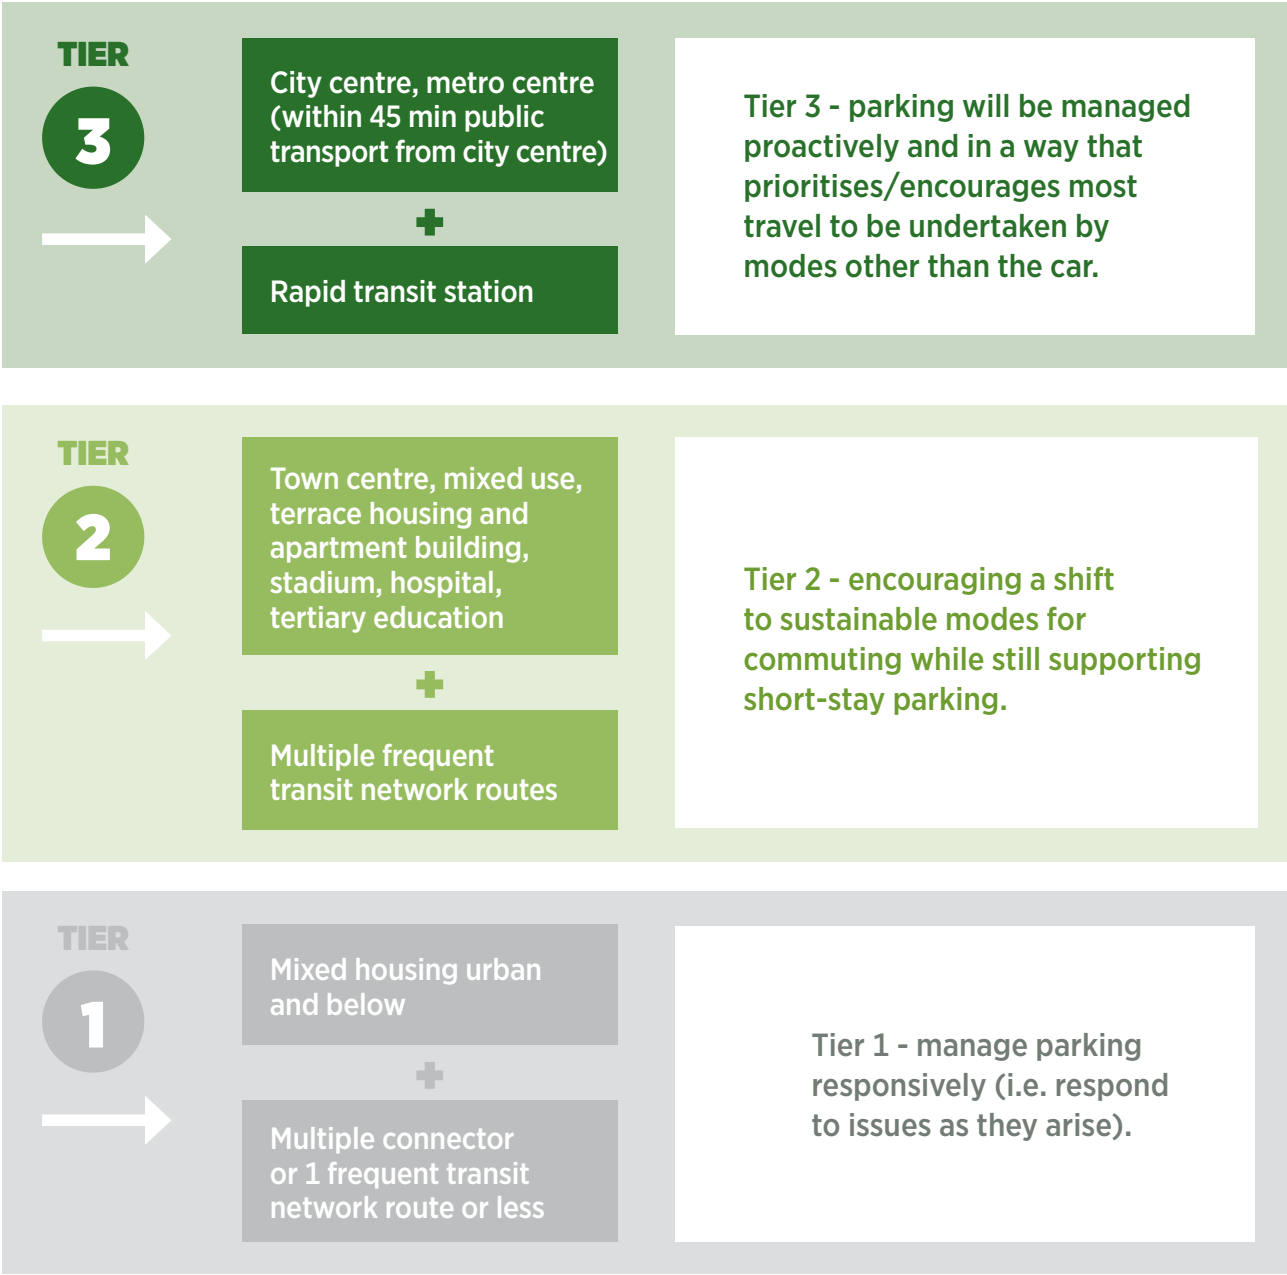 TIER
3
City centre, metro centre
(within 45 min public
transport from city centre)
Rapid transit station
Tier 3 - parking will be managed
proactively and in a way that
prioritises/encourages most
travel to be undertaken by
modes other than the car.
TIER
2
Town centre, mixed use,
terrace housing and
apartment building,
stadium, hospital,
tertiary education
Multiple frequent
transit network routes
Tier 2 - encouraging a shift
to sustainable modes for
commuting while still supporting
short-stay parking.
TIER
1
Mixed housing urban
and below
Multiple connector
or 1 frequent transit
network route or less
Tier 1 - manage parking
responsively (i.e. respond
to issues as they arise).